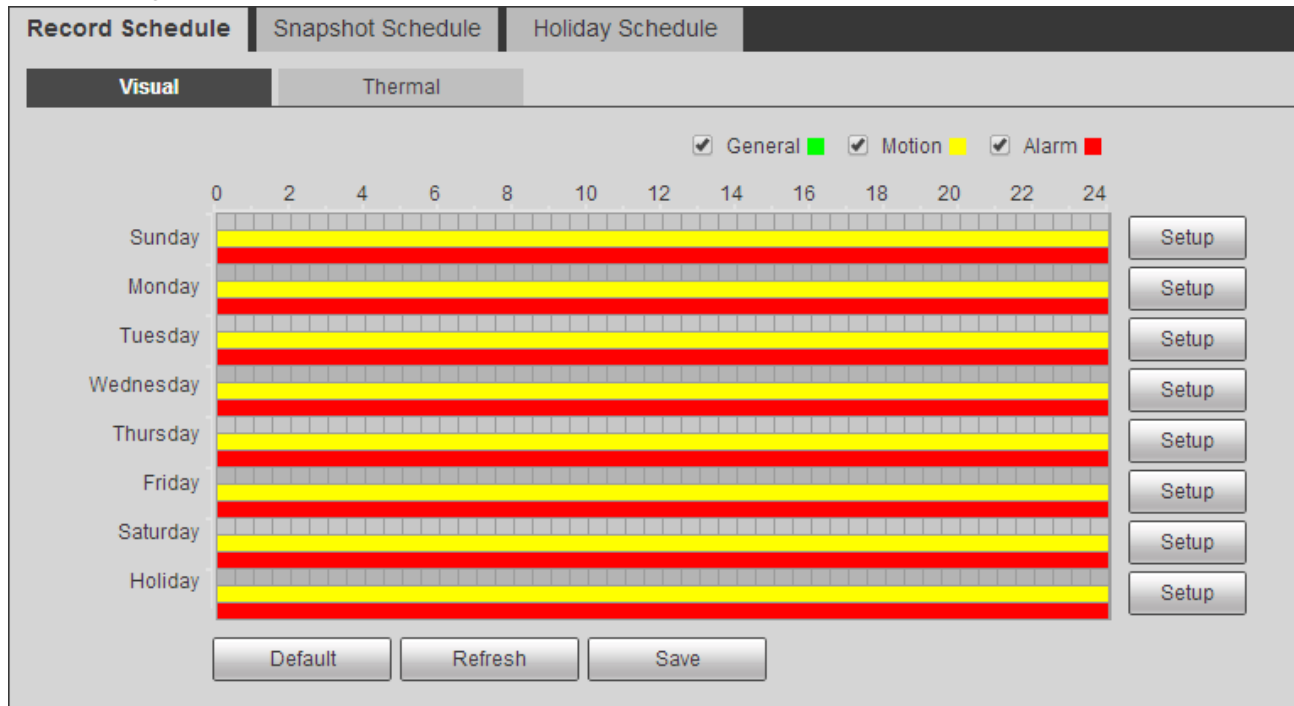 Record Schedule Snapshot Schedule Holiday Schedule
Visual Thermal
General Motion Alarm
0 2 4 6 8 10 12 14 16 18 20 22 24
Sunday Setup
Monday Setup
Tuesday Setup
Wednesday Setup
Thursday Setup
Friday Setup
Saturday Setup
Holiday Setup
Default Refresh Save